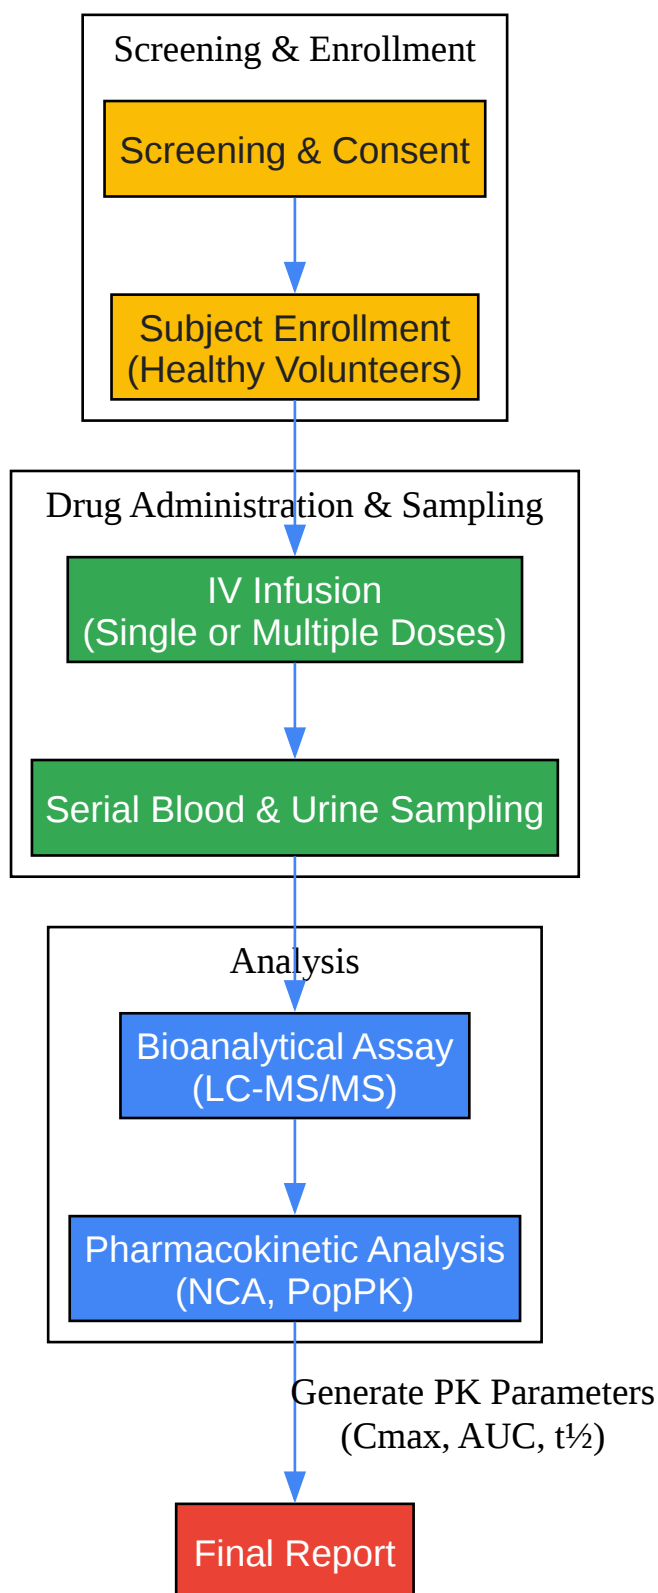 Screening & Enrollment
Screening & Consent
Subject Enrollment
(Healthy Volunteers)
Drug Administration & Sampling
IV Infusion
(Single or Multiple Doses)
Serial Blood & Urine Sampling
Analysis
Bioanalytical Assay
(LC-MS/MS)
Pharmacokinetic Analysis
(NCA, PopPK)
Generate PK Parameters
(Cmax, AUC, t½)
Final Report